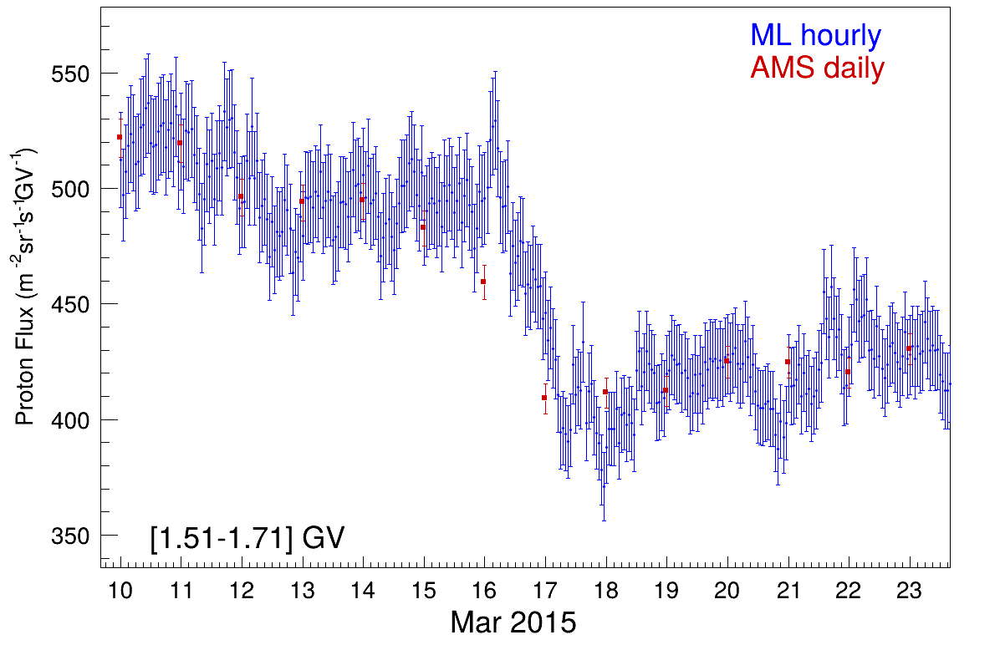 ML hourly
AMS daily
Proton Flux (m⁻²sr⁻¹s⁻¹GV⁻¹)
550
500
450
400
350
[1.51-1.71] GV
10 11 12 13 14 15 16 17 18 19 20 21 22 23
Mar 2015